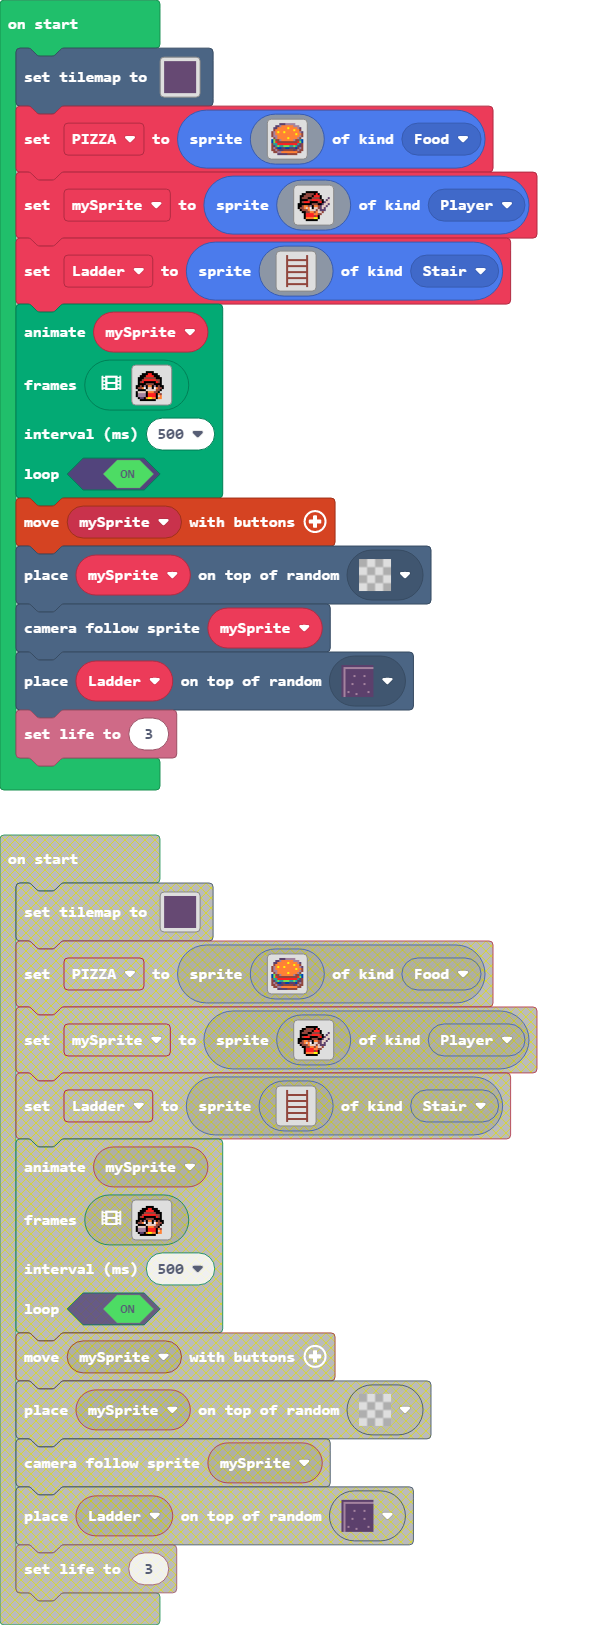 on start
set tilemap to
set PIZZA to sprite of kind Food
set mySprite to sprite of kind Player
set Ladder to sprite of kind Stair
animate mySprite
frames
interval (ms) 500
loop ON
move mySprite with buttons
place mySprite on top of random
camera follow sprite mySprite
place Ladder on top of random
set life to 3
on start
set tilemap to
set PIZZA to sprite of kind Food
set mySprite to sprite of kind Player
set Ladder to sprite of kind Stair
animate mySprite
frames
interval (ms) 500
loop ON
move mySprite with buttons
place mySprite on top of random
camera follow sprite mySprite
place Ladder on top of random
set life to 3